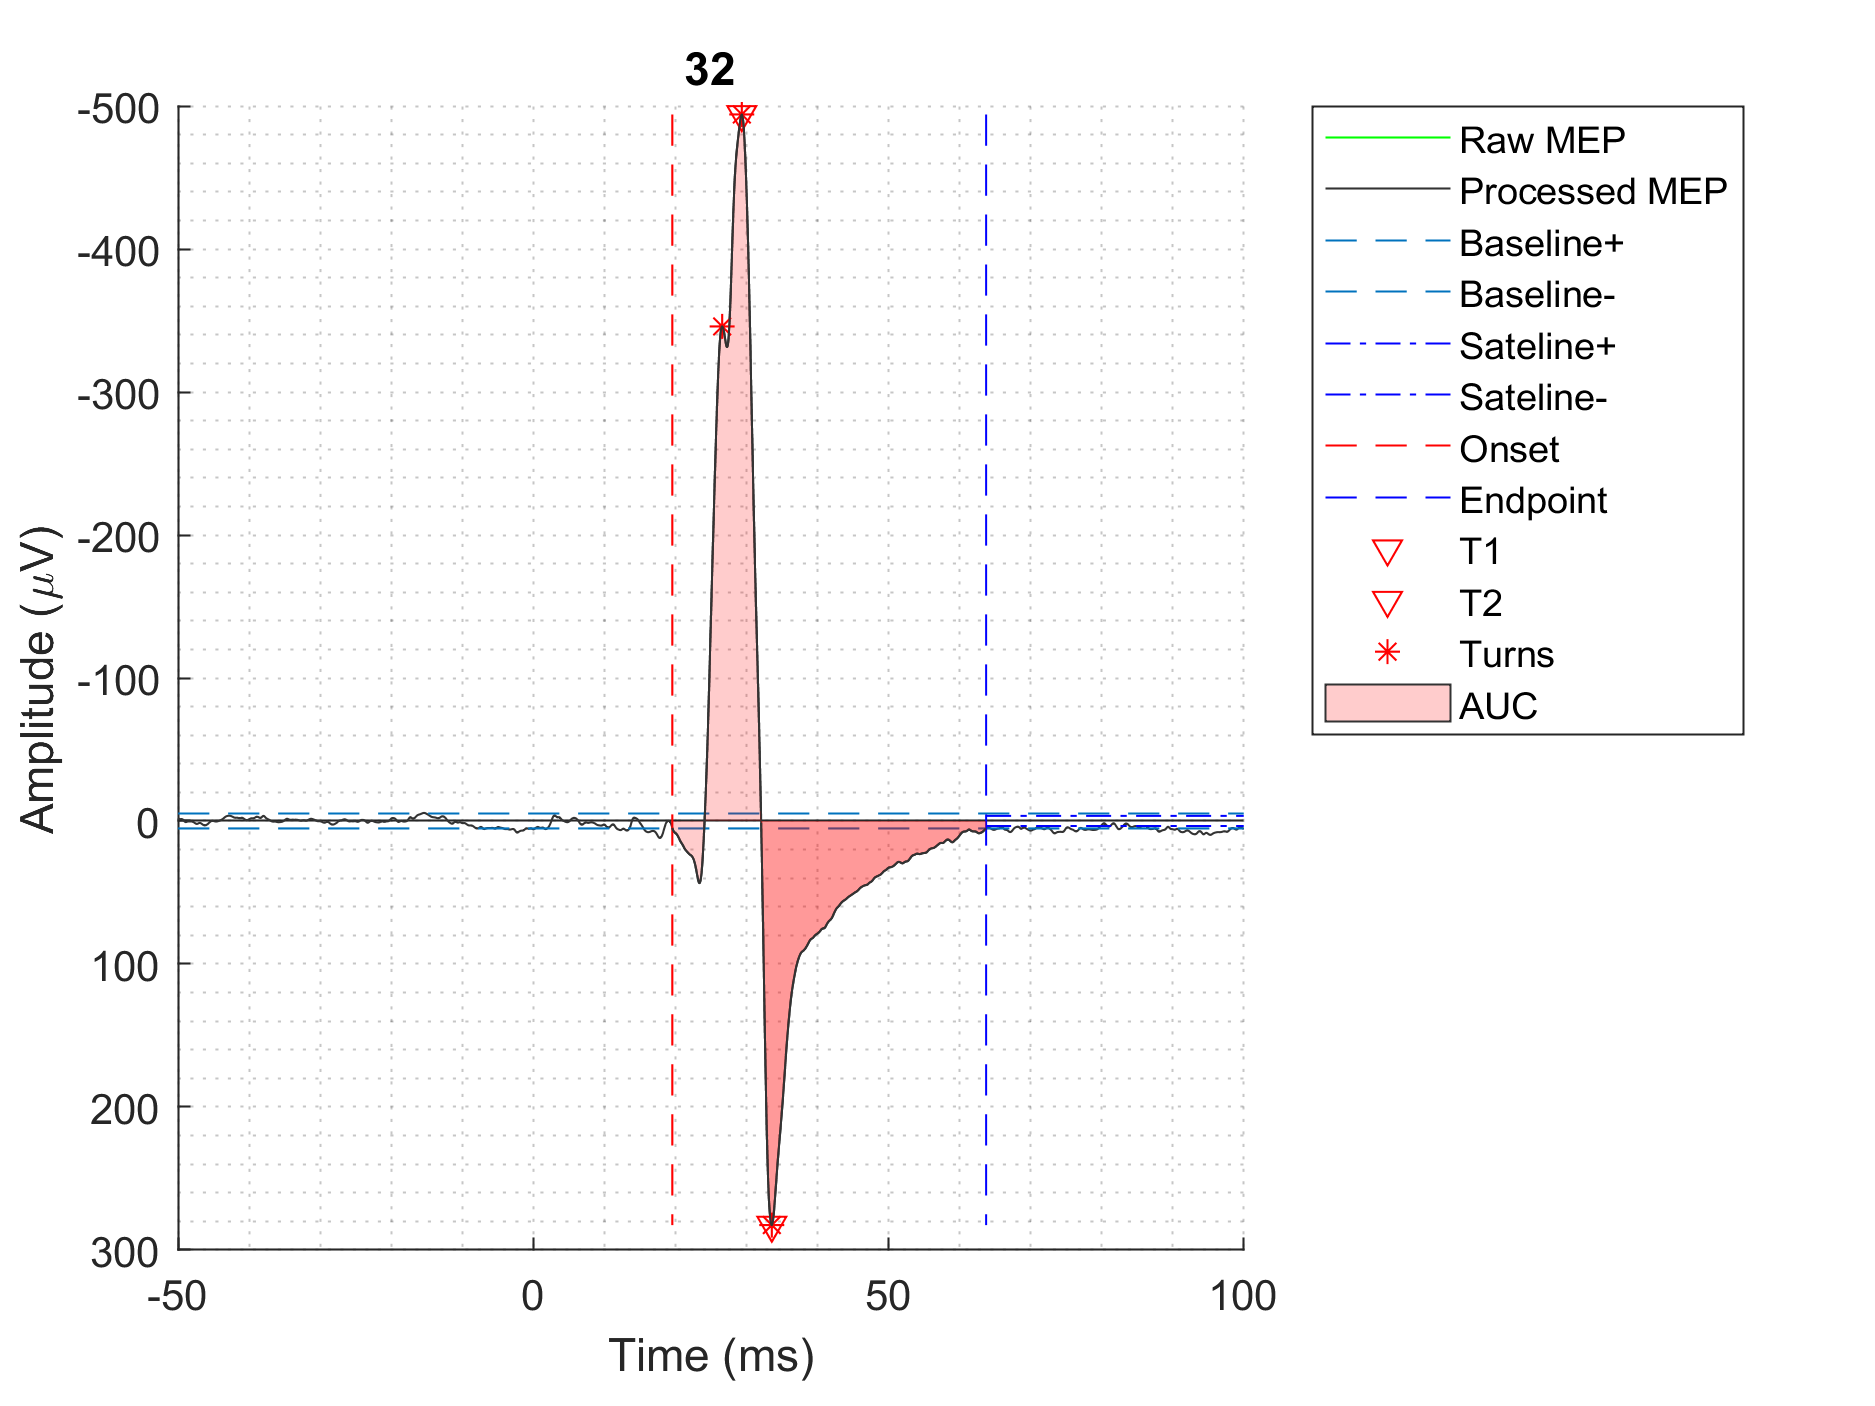 32
-500
-400
-300
-200
-100
0
100
200
300
Amplitude (μV)
-50 0 50 100
Time (ms)
Raw MEP
Processed MEP
Baseline+
Baseline-
Sateline+
Sateline-
Onset
Endpoint
T1
T2
Turns
AUC